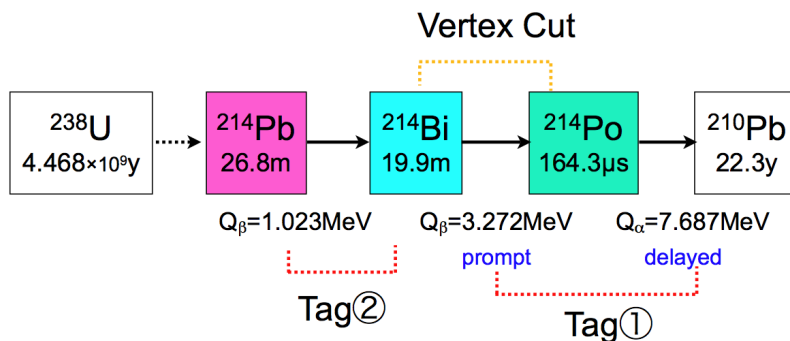 Vertex Cut
²³⁸U
4.468×10⁹y
²¹⁴Pb
26.8m
²¹⁴Bi
19.9m
²¹⁴Po
164.3µs
²¹⁰Pb
22.3y
Qᵦ=1.023MeV
Qᵦ=3.272MeV
Qα=7.687MeV
prompt
delayed
Tag②
Tag①